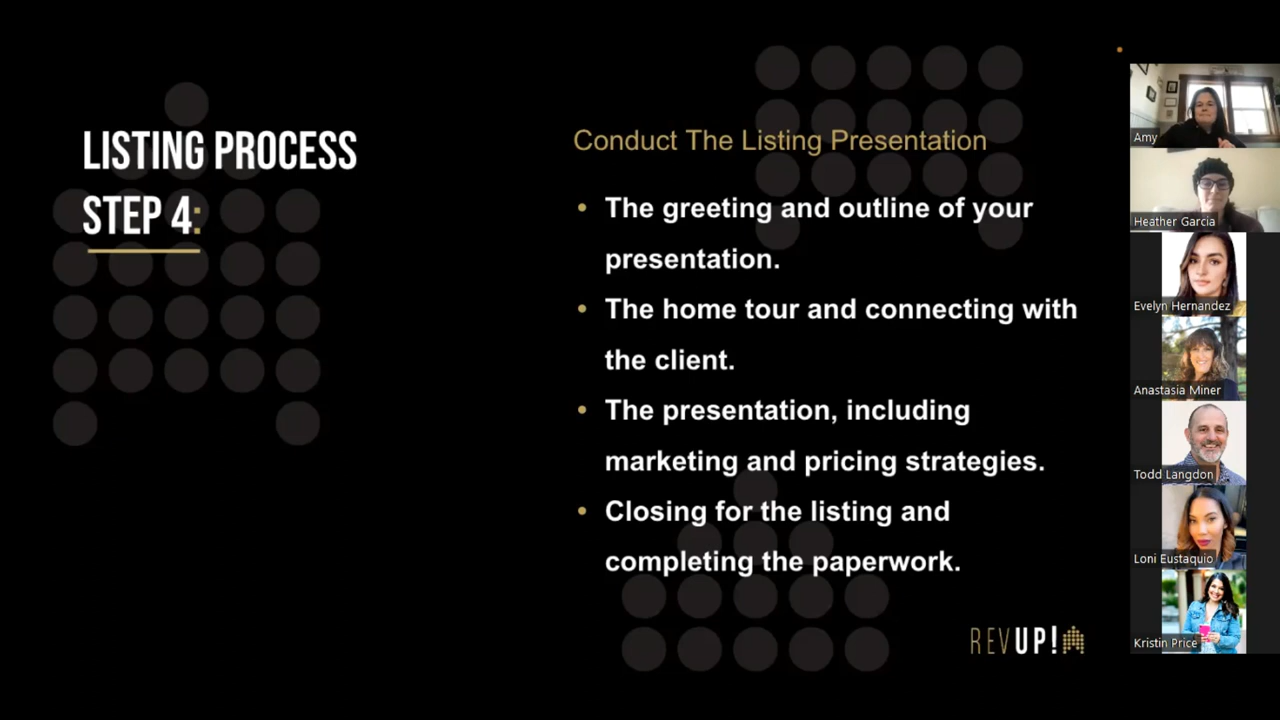 LISTING PROCESS
STEP 4:
Conduct The Listing Presentation
• The greeting and outline of your
presentation.
• The home tour and connecting with
the client.
• The presentation, including
marketing and pricing strategies.
• Closing for the listing and
completing the paperwork.
REVUP!
Amy
Heather Garcia
Evelyn Hernandez
Anastasia Miner
Todd Langdon
Loni Eustaquio
Kristin Price